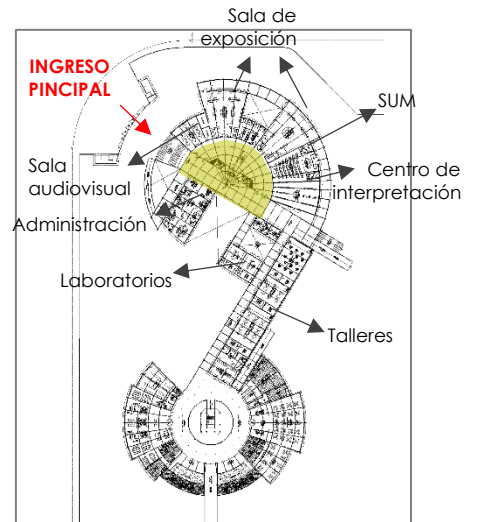 Sala de
exposición
INGRESO
PINCIPAL
SUM
Sala
audiovisual
Centro de
interpretación
Administración
Laboratorios
Talleres